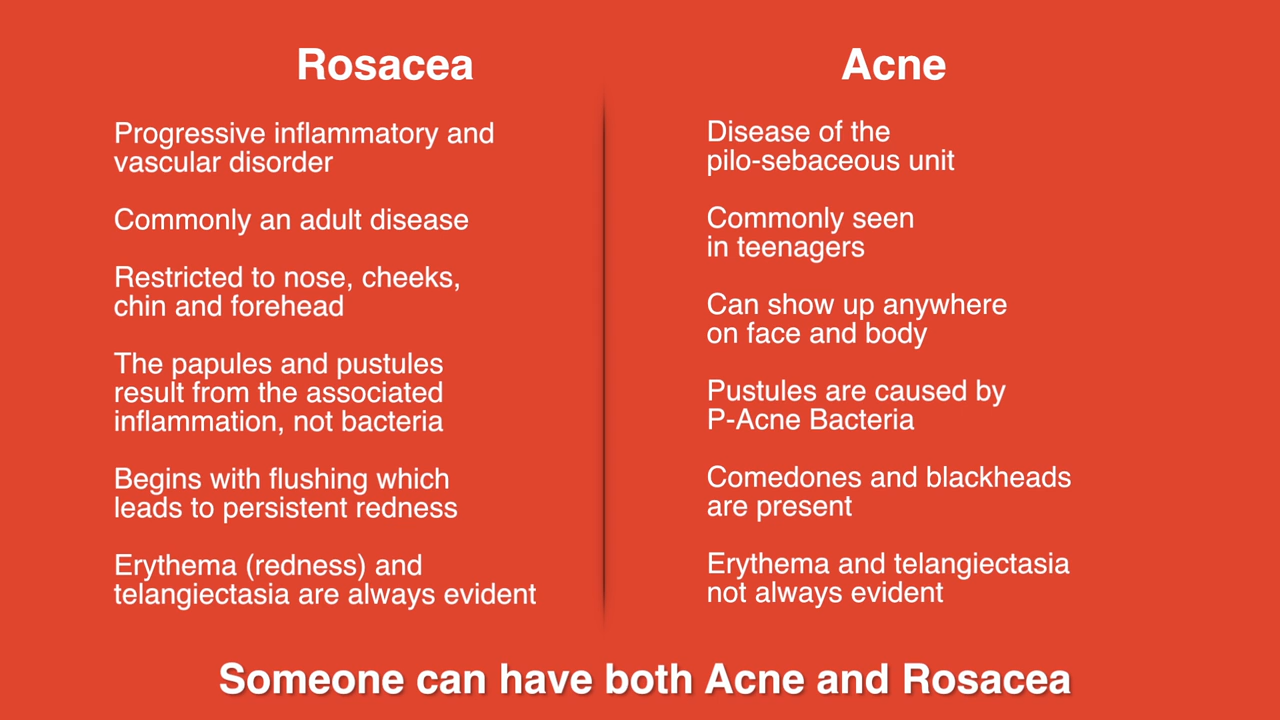 Rosacea
Progressive inflammatory and
vascular disorder
Commonly an adult disease
Restricted to nose, cheeks,
chin and forehead
The papules and pustules
result from the associated
inflammation, not bacteria
Begins with flushing which
leads to persistent redness
Erythema (redness) and
telangiectasia are always evident
Acne
Disease of the
pilo-sebaceous unit
Commonly seen
in teenagers
Can show up anywhere
on face and body
Pustules are caused by
P-Acne Bacteria
Comedones and blackheads
are present
Erythema and telangiectasia
not always evident
Someone can have both Acne and Rosacea